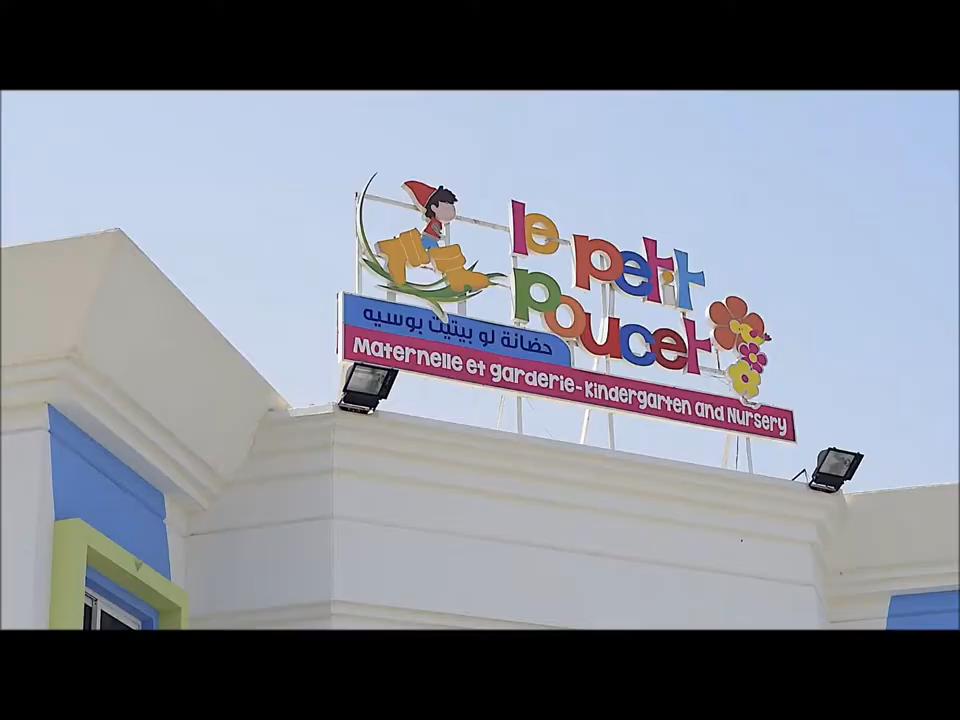 le petit
poucet
حضانة لو بيتيت بوسيه
Maternelle et garderie-Kindergarten and Nursery